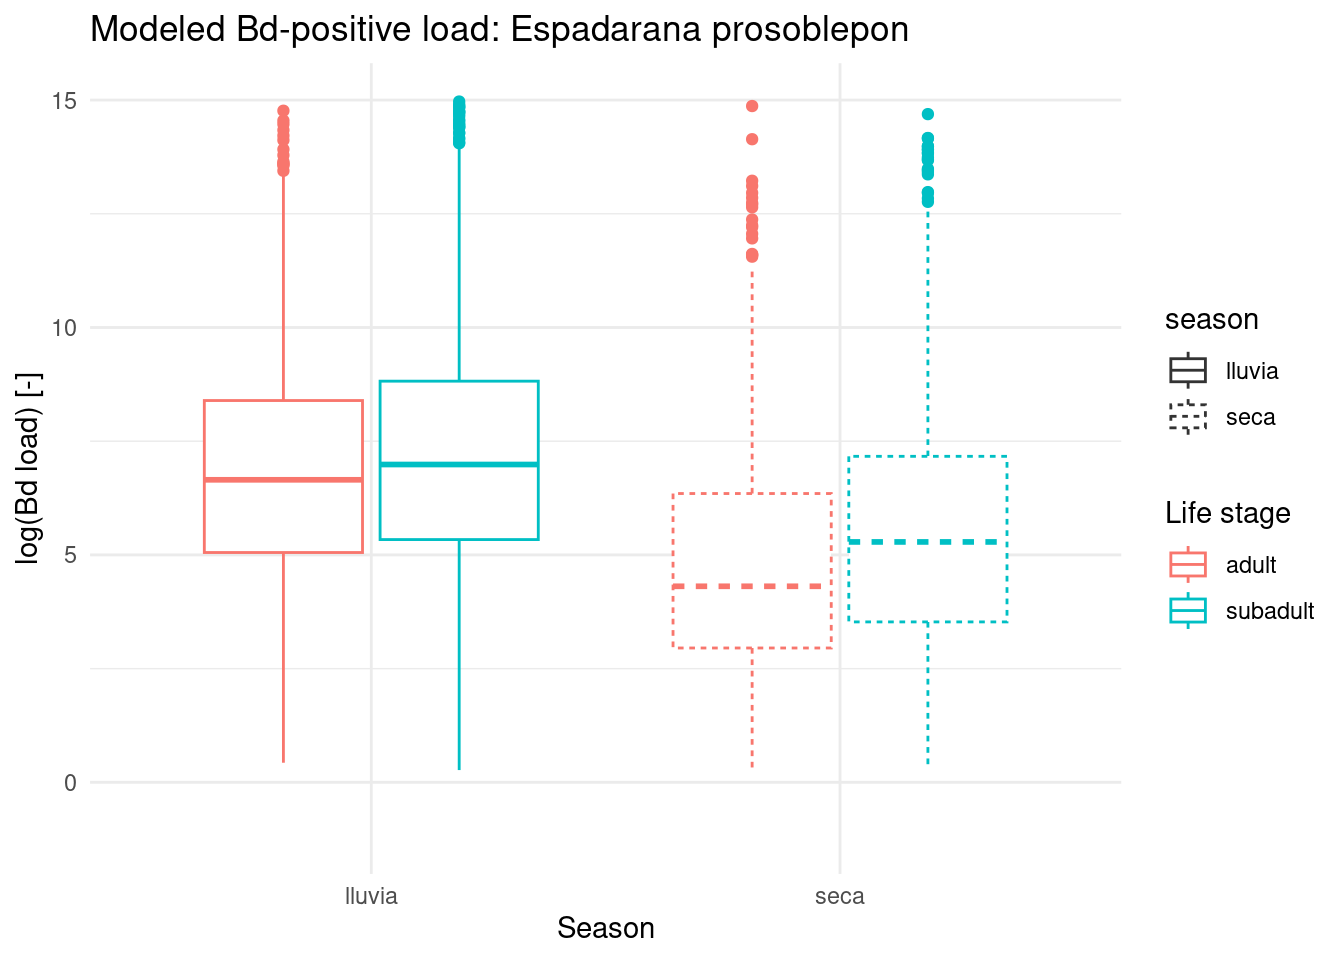 Modeled Bd-positive load: Espadarana prosoblepon
15
10
5
0
log(Bd load) [-]
lluvia
seca
Season
season
lluvia
seca
Life stage
adult
subadult